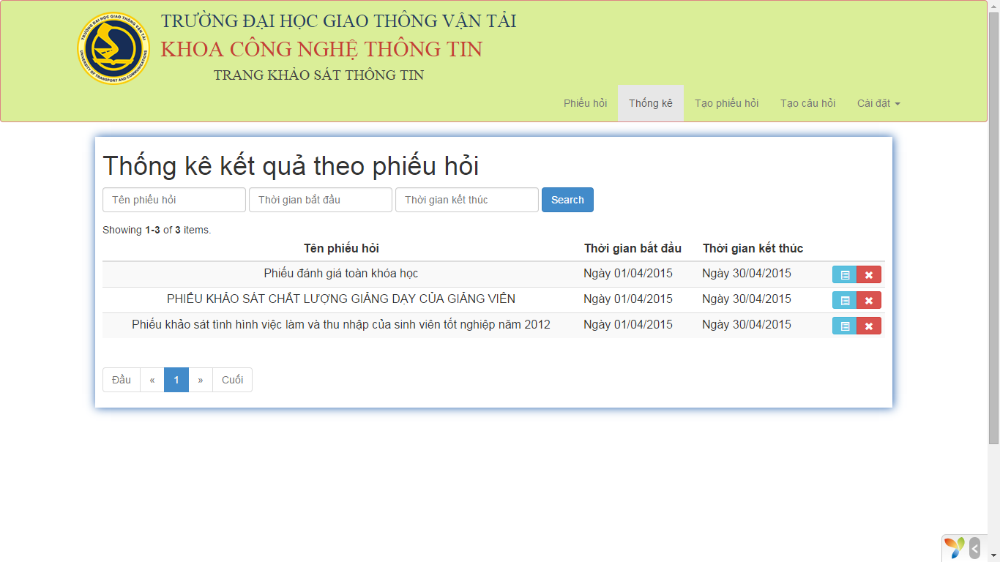 TRƯỜNG ĐẠI HỌC GIAO THÔNG VẬN TẢI
KHOA CÔNG NGHỆ THÔNG TIN
TRANG KHẢO SÁT THÔNG TIN
TRƯỜNG ĐẠI HỌC GIAO THÔNG VẬN TẢI
UNIVERSITY OF TRANSPORT AND COMMUNICATIONS
Phiếu hỏi Thống kê Tạo phiếu hỏi Tạo câu hỏi Cài đặt
Thống kê kết quả theo phiếu hỏi
Tên phiếu hỏi Thời gian bắt đầu Thời gian kết thúc Search
Showing 1-3 of 3 items.
Tên phiếu hỏi Thời gian bắt đầu Thời gian kết thúc
Phiếu đánh giá toàn khóa học Ngày 01/04/2015 Ngày 30/04/2015
PHIẾU KHẢO SÁT CHẤT LƯỢNG GIẢNG DẠY CỦA GIẢNG VIÊN Ngày 01/04/2015 Ngày 30/04/2015
Phiếu khảo sát tình hình việc làm và thu nhập của sinh viên tốt nghiệp năm 2012 Ngày 01/04/2015 Ngày 30/04/2015
Đầu « 1 » Cuối